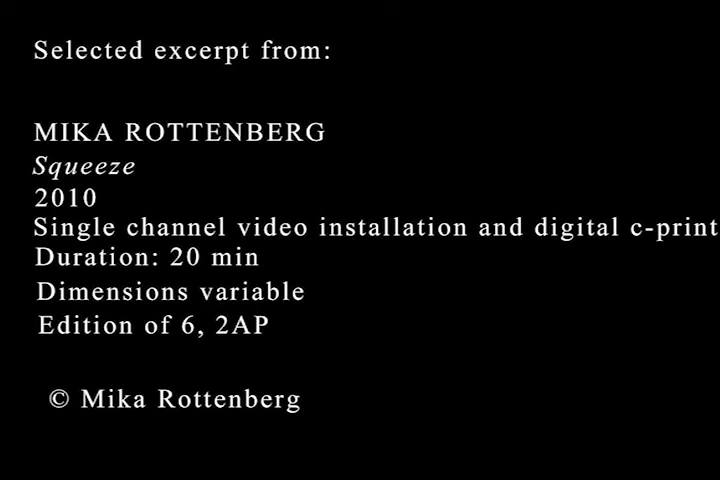 Selected excerpt from:
MIKA ROTTENBERG
Squeeze
2010
Single channel video installation and digital c-print
Duration: 20 min
Dimensions variable
Edition of 6, 2AP
© Mika Rottenberg